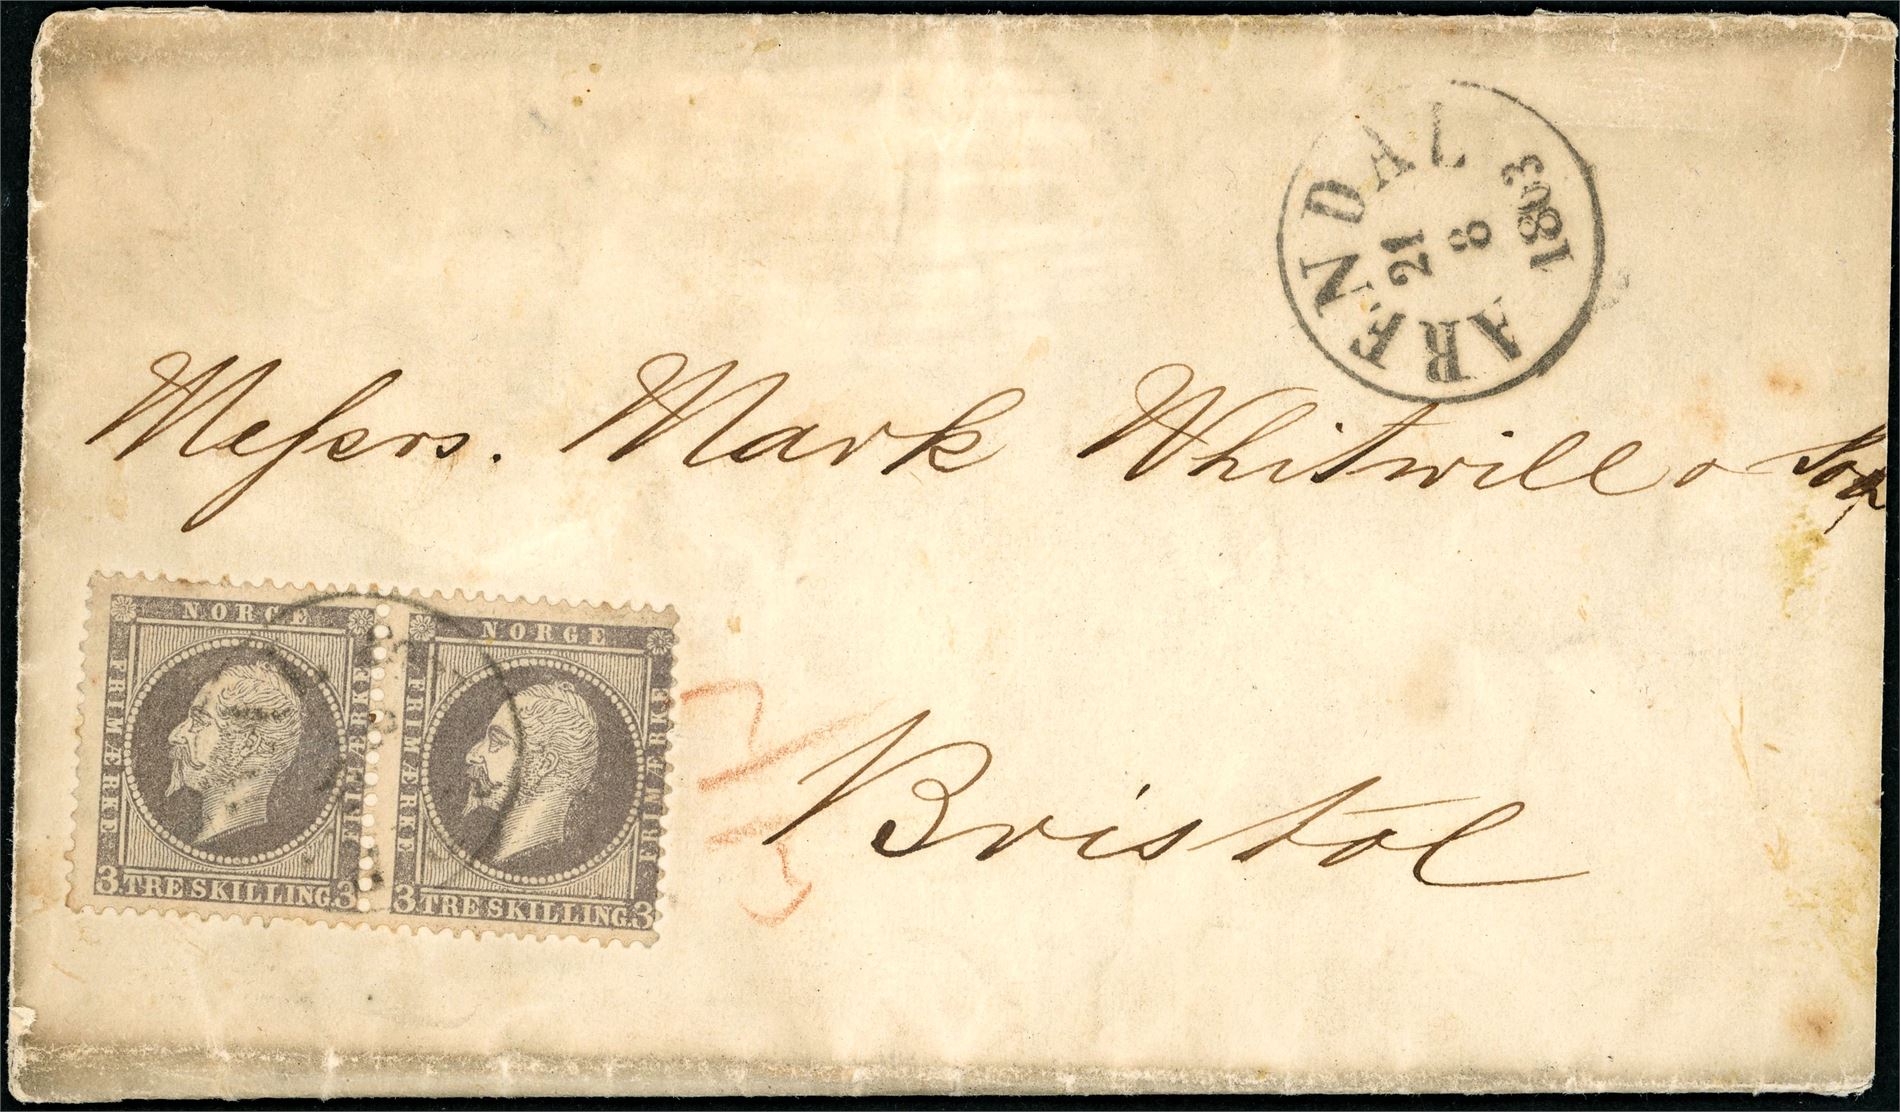 ARENDAL
21
8
1863
Messrs. Mark Whitwill & Son
Bristol
NORGE
FRIMÆRKE
FRIMÆRKE
3 TRE SKILLING. 3
NORGE
FRIMÆRKE
FRIMÆRKE
3 TRE SKILLING. 3